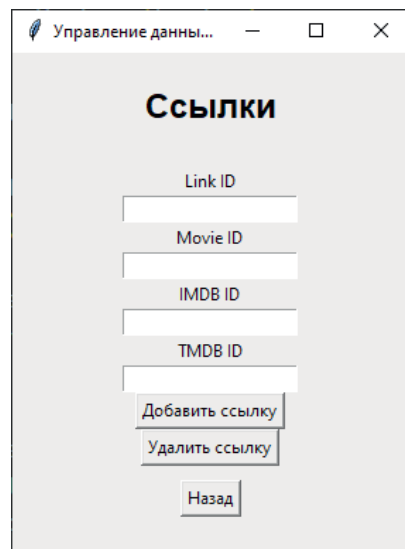 Управление данны...
Ссылки
Link ID
Movie ID
IMDB ID
TMDB ID
Добавить ссылку
Удалить ссылку
Назад